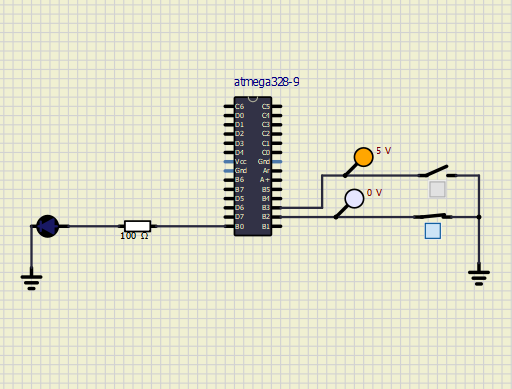 atmega328-9
C6 C5
D0 C4
D1 C3
D2 C2
D3 C1
D4 C0
Vcc Gnd
Gnd Ar
B6 A+
B7 B5
D5 B4
D6 B3
D7 B2
B0 B1
5 V
0 V
100 Ω